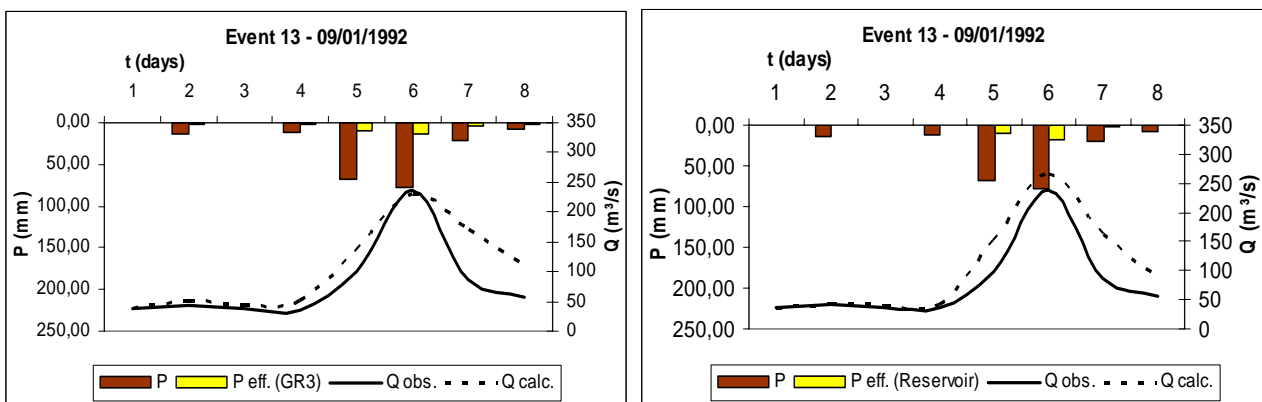 Event 13 - 09/01/1992
t (days)
1 2 3 4 5 6 7 8
0,00
50,00
100,00
150,00
200,00
250,00
P (mm)
350
300
250
200
150
100
50
0
Q (m³/s)
P P eff. (GR3) Q obs. Q calc.
Event 13 - 09/01/1992
t (days)
1 2 3 4 5 6 7 8
0,00
50,00
100,00
150,00
200,00
250,00
P (mm)
350
300
250
200
150
100
50
0
Q (m³/s)
P P eff. (Reservoir) Q obs. Q calc.